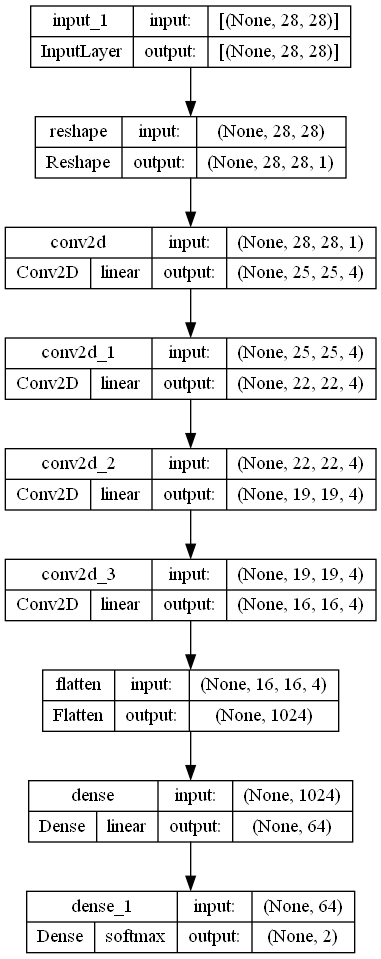 input_1 input: [(None, 28, 28)]
InputLayer output: [(None, 28, 28)]
reshape input: (None, 28, 28)
Reshape output: (None, 28, 28, 1)
conv2d input: (None, 28, 28, 1)
Conv2D linear output: (None, 25, 25, 4)
conv2d_1 input: (None, 25, 25, 4)
Conv2D linear output: (None, 22, 22, 4)
conv2d_2 input: (None, 22, 22, 4)
Conv2D linear output: (None, 19, 19, 4)
conv2d_3 input: (None, 19, 19, 4)
Conv2D linear output: (None, 16, 16, 4)
flatten input: (None, 16, 16, 4)
Flatten output: (None, 1024)
dense input: (None, 1024)
Dense linear output: (None, 64)
dense_1 input: (None, 64)
Dense softmax output: (None, 2)